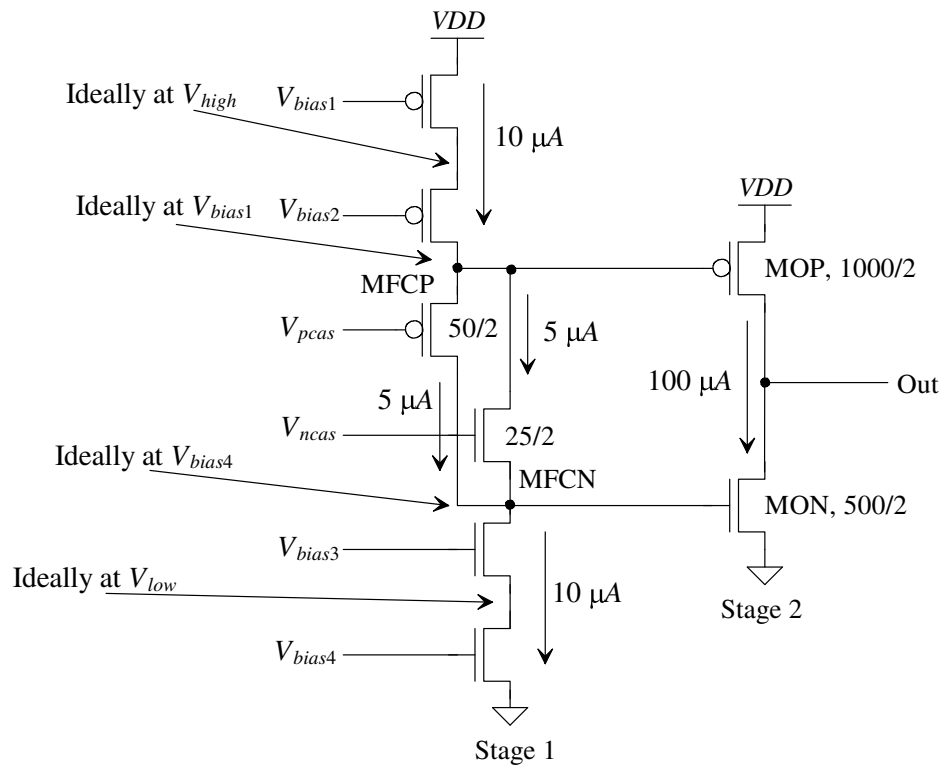 VDD
Ideally at Vhigh
Vbias1
10 μA
Ideally at Vbias1
Vbias2
VDD
MFCP
MOP, 1000/2
Vpcas
50/2
5 μA
5 μA
100 μA
Out
Vncas
25/2
Ideally at Vbias4
MFCN
MON, 500/2
Vbias3
Ideally at Vlow
10 μA
Stage 2
Vbias4
Stage 1